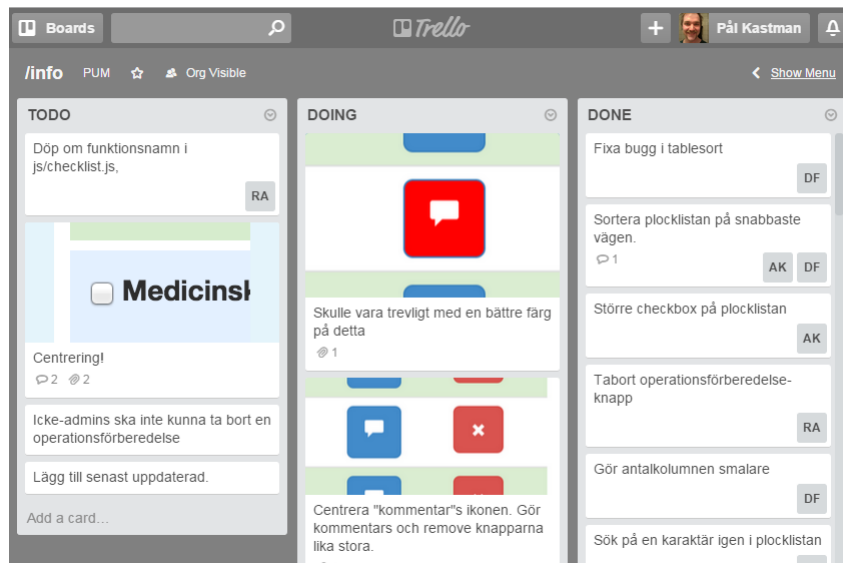 Boards
Trello
Pål Kastman
/info
PUM
Org Visible
Show Menu
TODO
Döp om funktionsnamn i
js/checklist.js,
RA
Medicinsk
Centrering!
2
2
Icke-admins ska inte kunna ta bort en
operationsförberedelse
Lägg till senast uppdaterad.
Add a card…
DOING
Skulle vara trevligt med en bättre färg
på detta
1
Centrera "kommentar"s ikonen. Gör
kommentars och remove knapparna
lika stora.
DONE
Fixa bugg i tablesort
DF
Sortera plocklistan på snabbaste
vägen.
1
AK DF
Större checkbox på plocklistan
AK
Tabort operationsförberedelse-
knapp
RA
Gör antalkolumnen smalare
DF
Sök på en karaktär igen i plocklistan